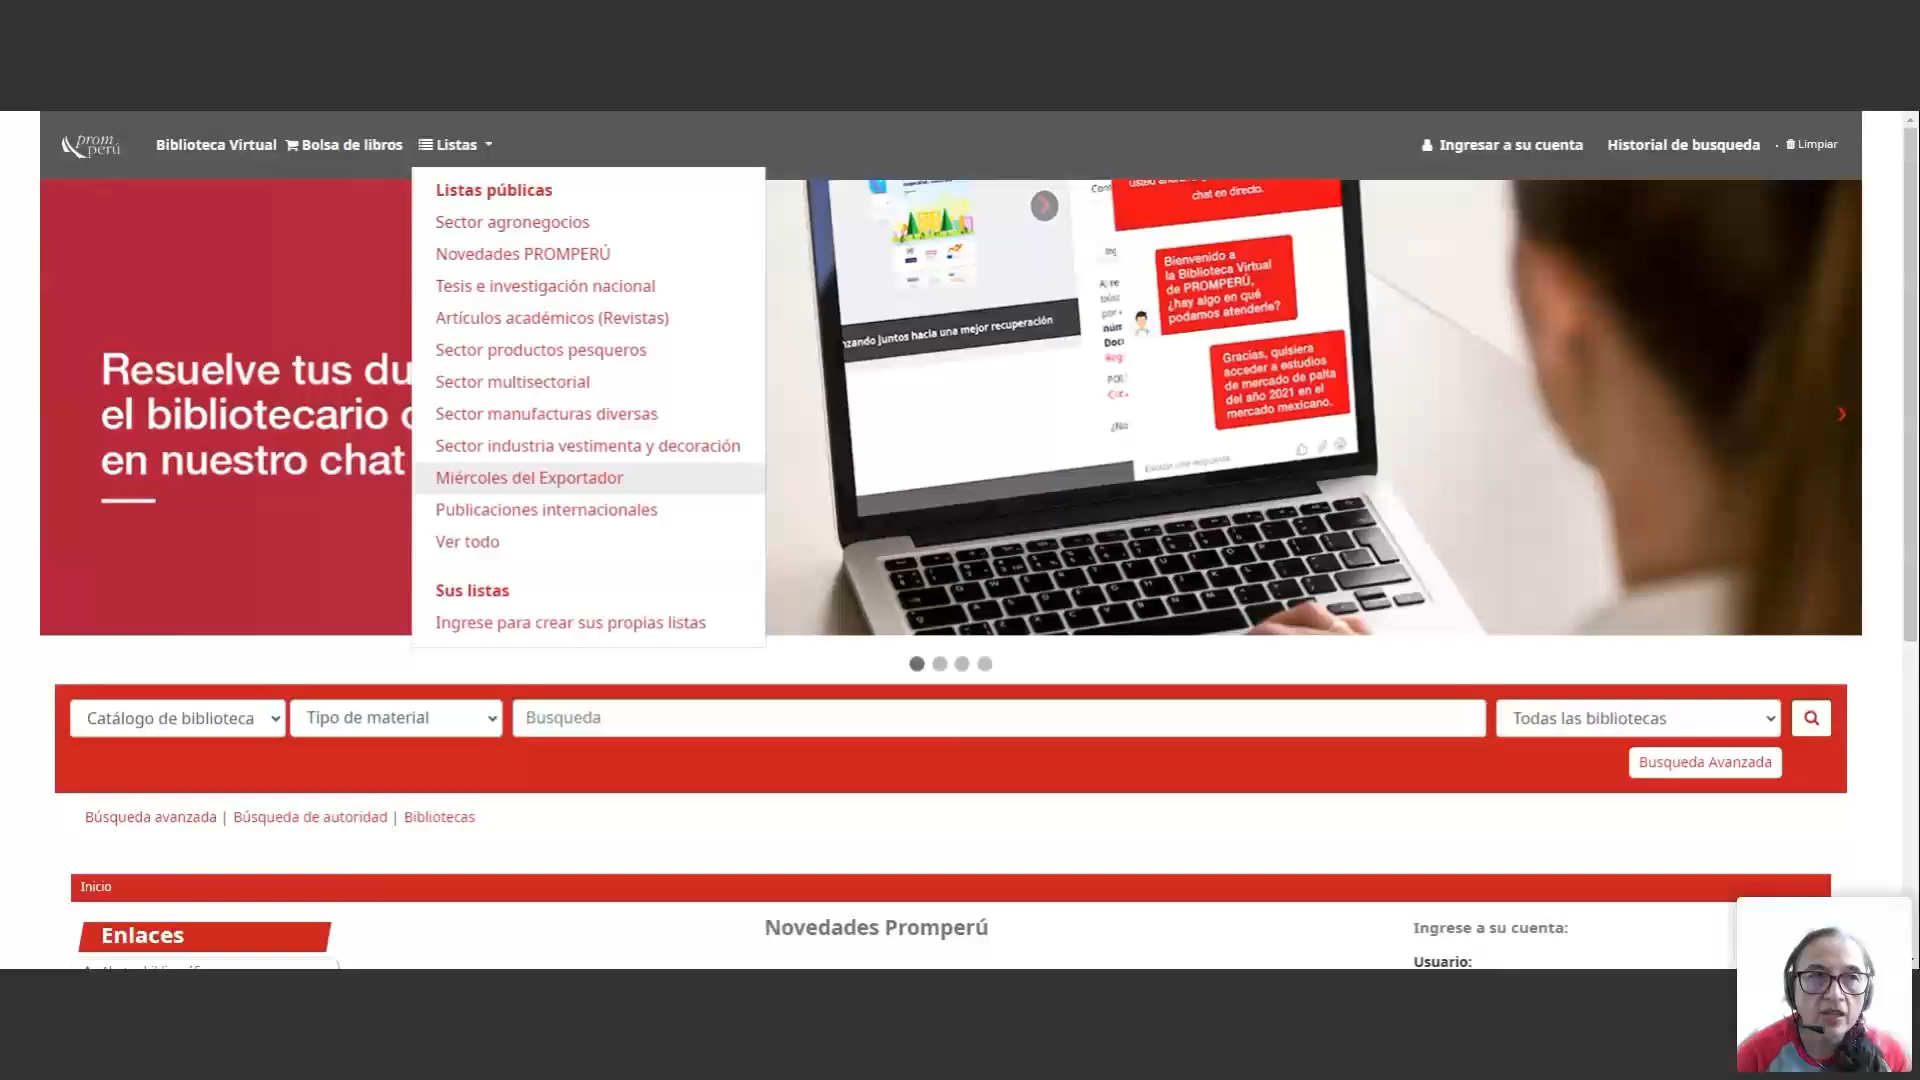 prom
perú
Biblioteca Virtual
Bolsa de libros
Listas
Ingresar a su cuenta
Historial de busqueda
Limpiar
Listas públicas
Sector agronegocios
Novedades PROMPERÚ
Tesis e investigación nacional
Artículos académicos (Revistas)
Sector productos pesqueros
Sector multisectorial
Sector manufacturas diversas
Sector industria vestimenta y decoración
Miércoles del Exportador
Publicaciones internacionales
Ver todo
Sus listas
Ingrese para crear sus propias listas
Resuelve tus du
el bibliotecario
en nuestro chat
chat en directo.
Bienvenido a
la Biblioteca Virtual
de PROMPERÚ,
¿hay algo en qué
podamos atenderle?
nzando juntos hacia una mejor recuperación
Gracias, quisiera
acceder a estudios
de mercado de palta
del año 2021 en el
mercado mexicano.
Catálogo de biblioteca
Tipo de material
Busqueda
Todas las bibliotecas
Busqueda Avanzada
Búsqueda avanzada | Búsqueda de autoridad | Bibliotecas
Inicio
Enlaces
Novedades Promperú
Ingrese a su cuenta:
Usuario: